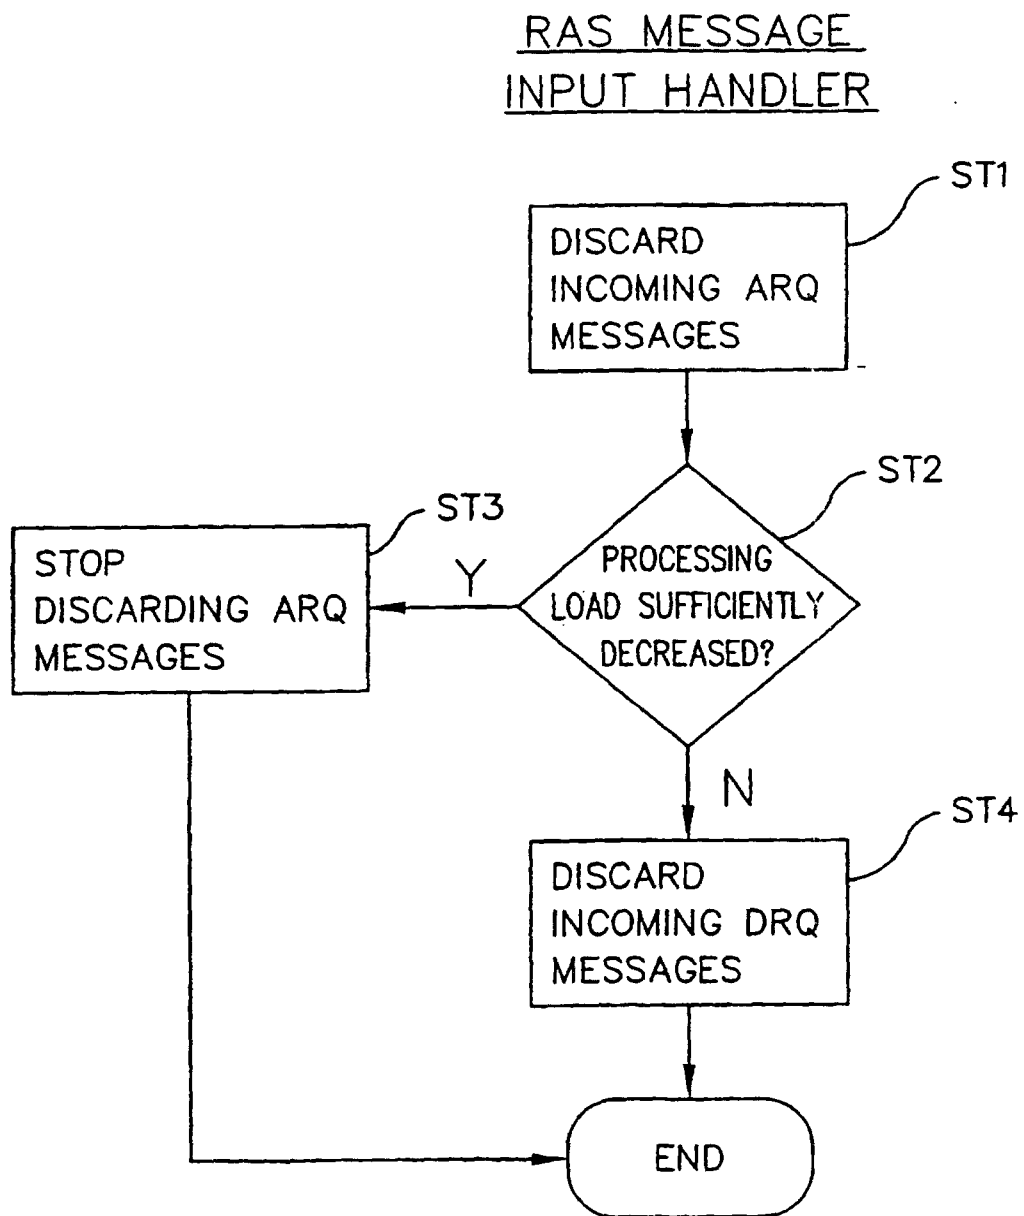 RAS MESSAGE
INPUT HANDLER
ST1
DISCARD
INCOMING ARQ
MESSAGES
ST2
PROCESSING
LOAD SUFFICIENTLY
DECREASED?
ST3
Y
STOP
DISCARDING ARQ
MESSAGES
N
ST4
DISCARD
INCOMING DRQ
MESSAGES
END